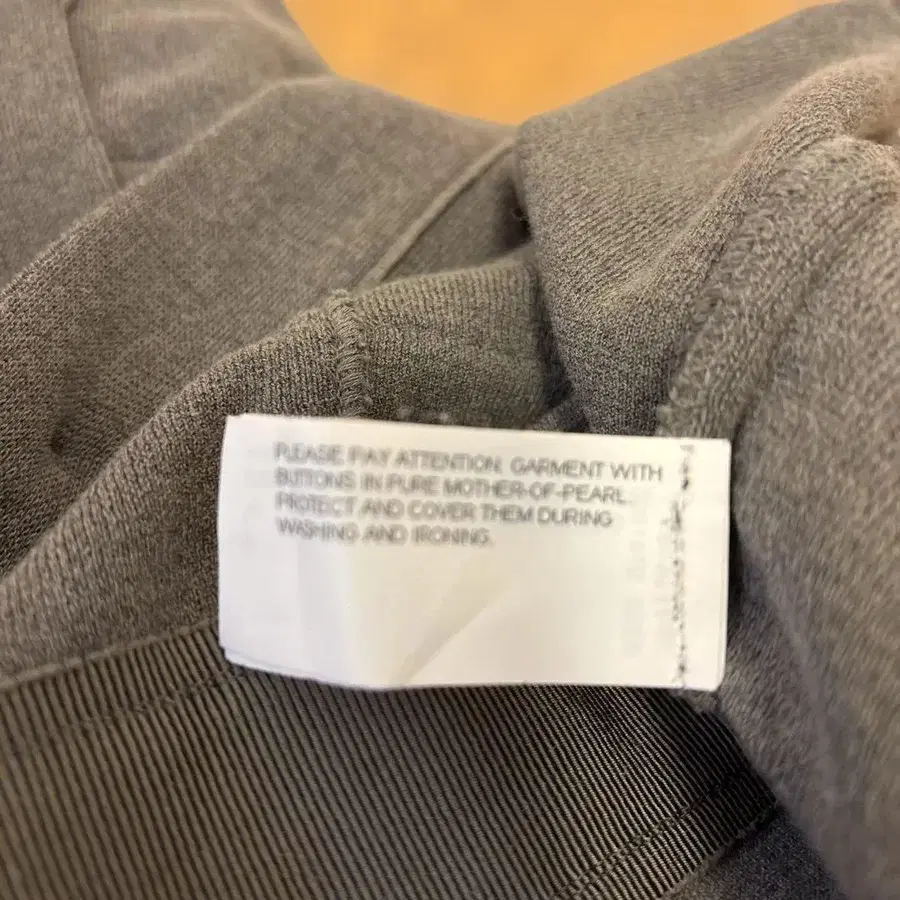 PLEASE PAY ATTENTION: GARMENT WITH
BUTTONS IN PURE MOTHER-OF-PEARL.
PROTECT AND COVER THEM DURING
WASHING AND IRONING.